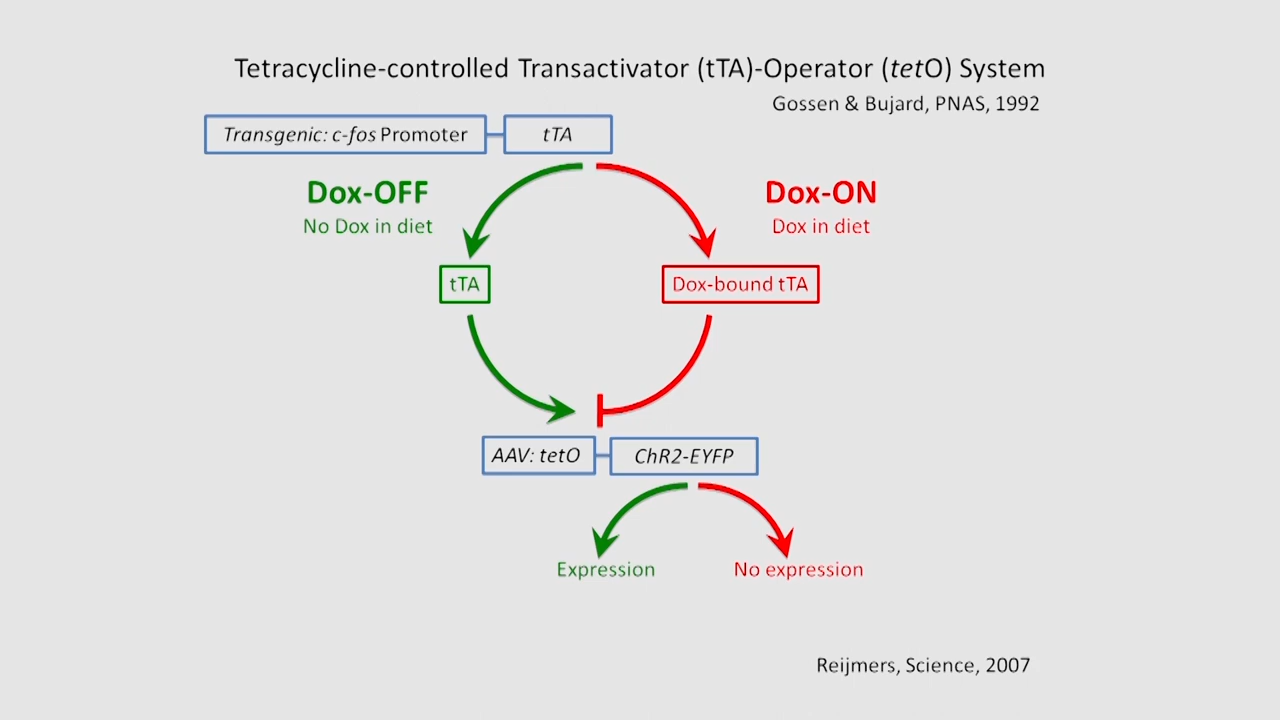 Tetracycline-controlled Transactivator (tTA)-Operator (tetO) System
Gossen & Bujard, PNAS, 1992
Transgenic: c-fos Promoter
tTA
Dox-OFF
No Dox in diet
Dox-ON
Dox in diet
tTA
Dox-bound tTA
AAV: tetO
ChR2-EYFP
Expression
No expression
Reijmers, Science, 2007